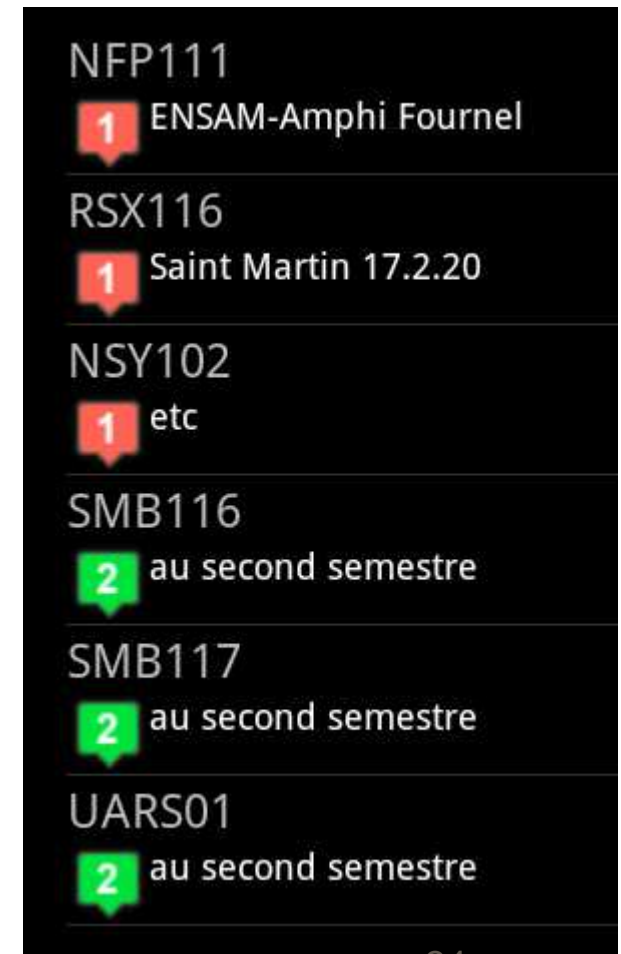 NFP111
1 ENSAM-Amphi Fournel
RSX116
1 Saint Martin 17.2.20
NSY102
1 etc
SMB116
2 au second semestre
SMB117
2 au second semestre
UARS01
2 au second semestre